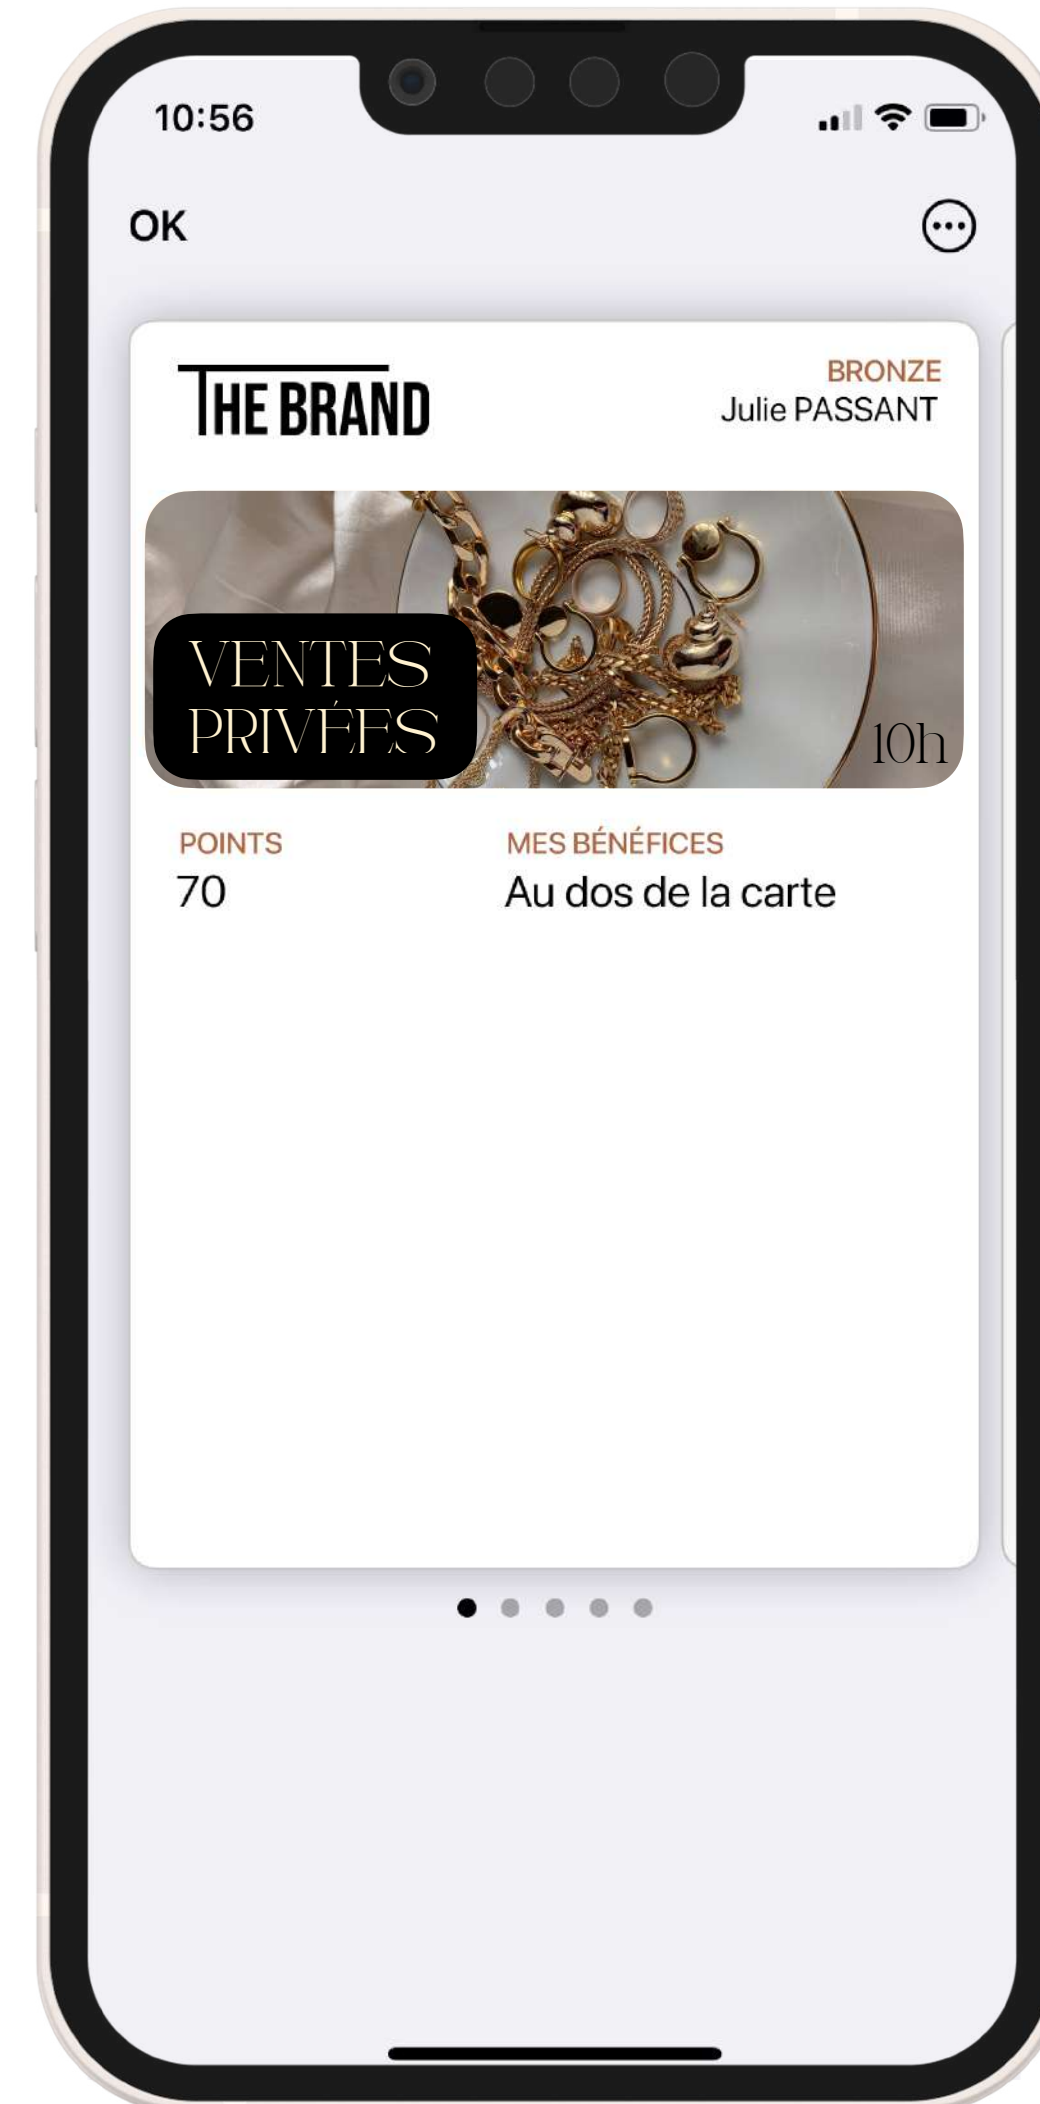 10:56
OK
THE BRAND
BRONZE
Julie PASSANT
VENTES
PRIVÉES
10h
POINTS
70
MES BÉNÉFICES
Au dos de la carte